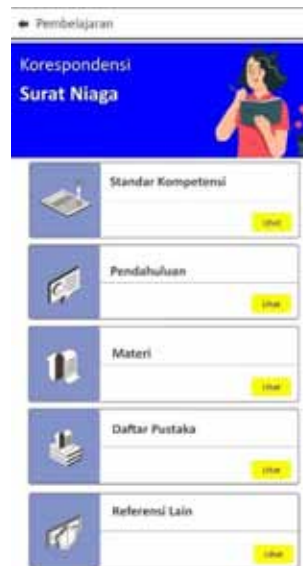 Pembelajaran
Korespondensi
Surat Niaga
Standar Kompetensi
Lihat
Pendahuluan
Lihat
Materi
Lihat
Daftar Pustaka
Lihat
Referensi Lain
Lihat